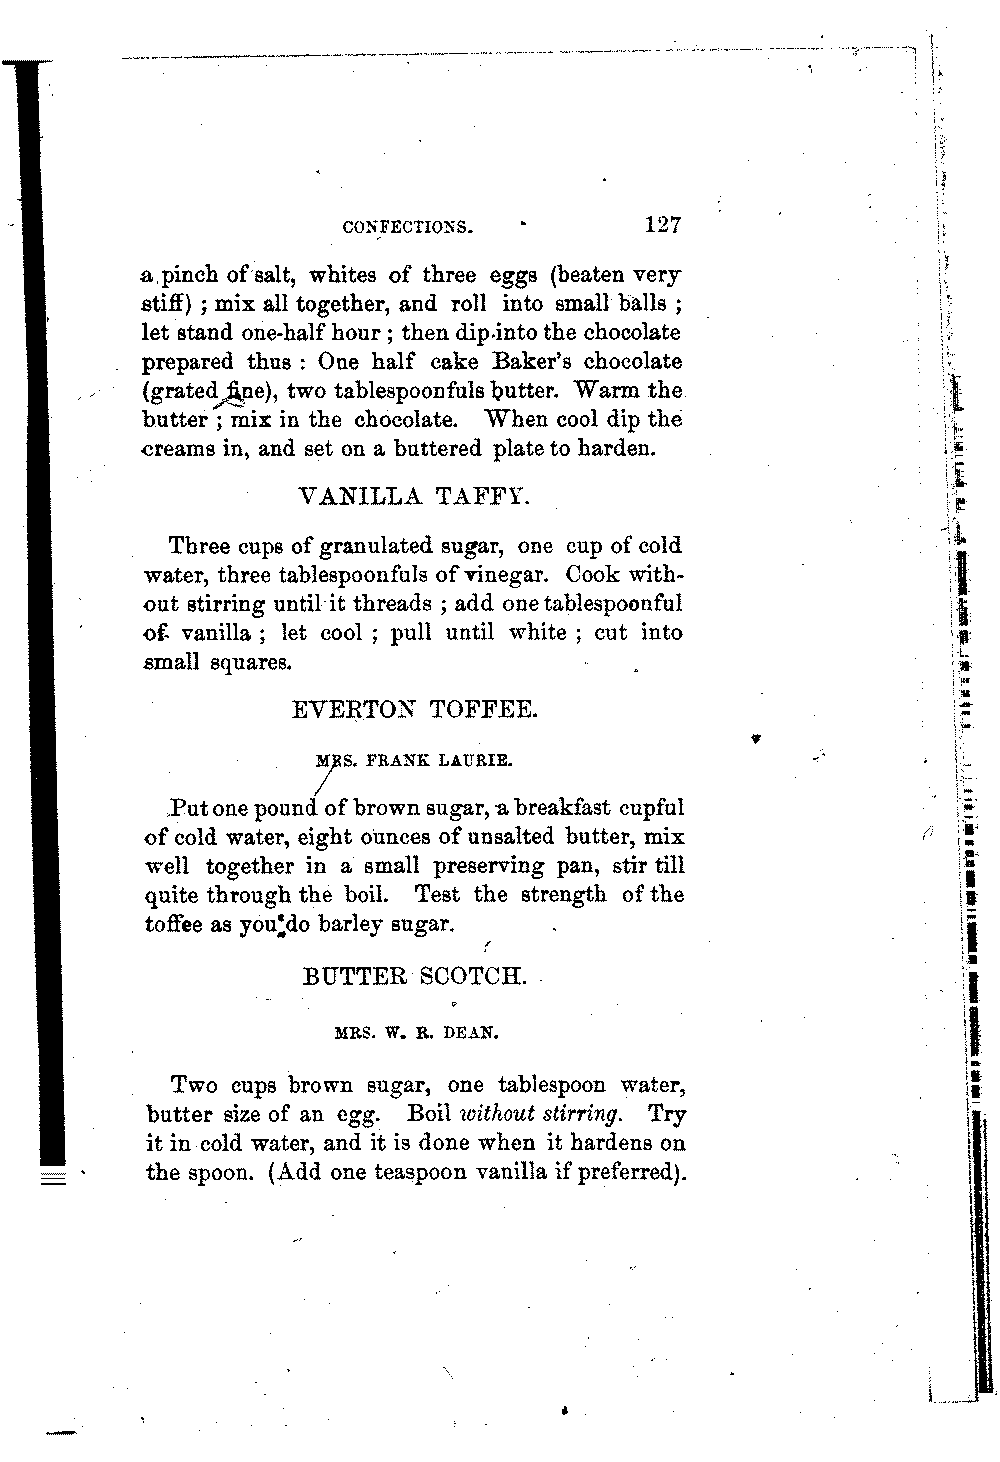 CONFECTIONS. 127
a pinch of salt, whites of three eggs (beaten very
stiff) ; mix all together, and roll into small balls ;
let stand one-half hour ; then dip into the chocolate
prepared thus : One half cake Baker's chocolate
(grated fine), two tablespoonfuls butter. Warm the
butter ; mix in the chocolate. When cool dip the
creams in, and set on a buttered plate to harden.
VANILLA TAFFY.
Three cups of granulated sugar, one cup of cold
water, three tablespoonfuls of vinegar. Cook with-
out stirring until it threads ; add one tablespoonful
of vanilla ; let cool ; pull until white ; cut into
small squares.
EVERTON TOFFEE.
MRS. FRANK LAURIE.
Put one pound of brown sugar, a breakfast cupful
of cold water, eight ounces of unsalted butter, mix
well together in a small preserving pan, stir till
quite through the boil. Test the strength of the
toffee as you do barley sugar.
BUTTER SCOTCH.
MRS. W. R. DEAN.
Two cups brown sugar, one tablespoon water,
butter size of an egg. Boil without stirring. Try
it in cold water, and it is done when it hardens on
the spoon. (Add one teaspoon vanilla if preferred).